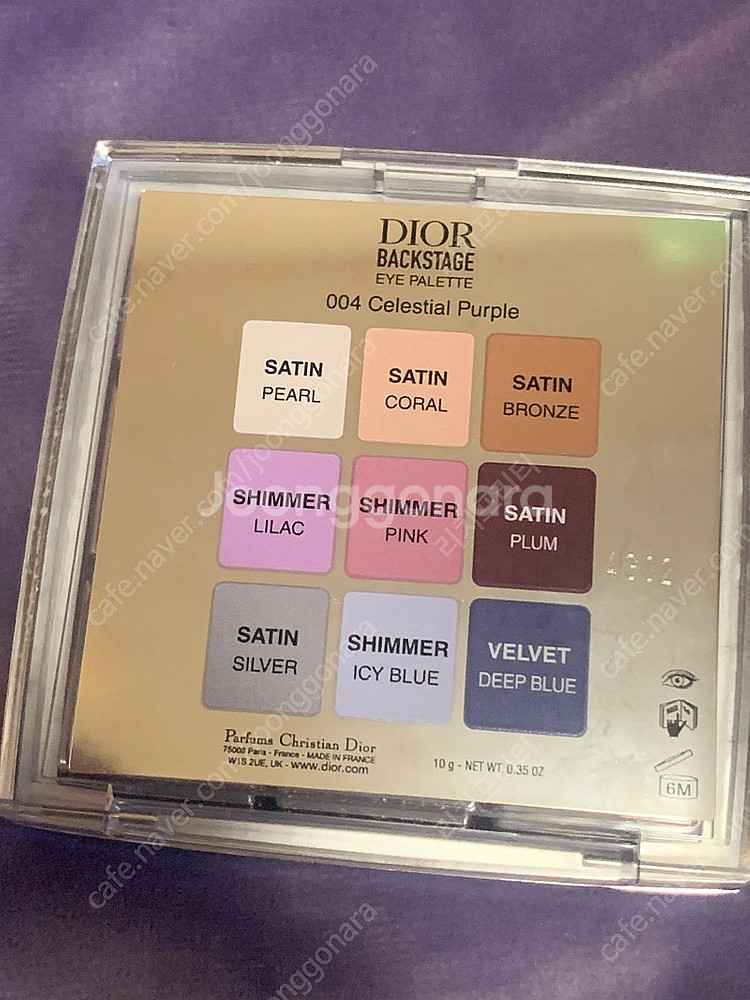 DIOR
BACKSTAGE
EYE PALETTE
004 Celestial Purple
SATIN
PEARL
SATIN
CORAL
SATIN
BRONZE
SHIMMER
LILAC
SHIMMER
PINK
SATIN
PLUM
SATIN
SILVER
SHIMMER
ICY BLUE
VELVET
DEEP BLUE
Parfums Christian Dior
75008 Paris - France - MADE IN FRANCE
W1S 2UE, UK - www.dior.com
10 g - NET WT. 0.35 OZ
6M
Joonggonara
cafe.naver.com/joonggonara